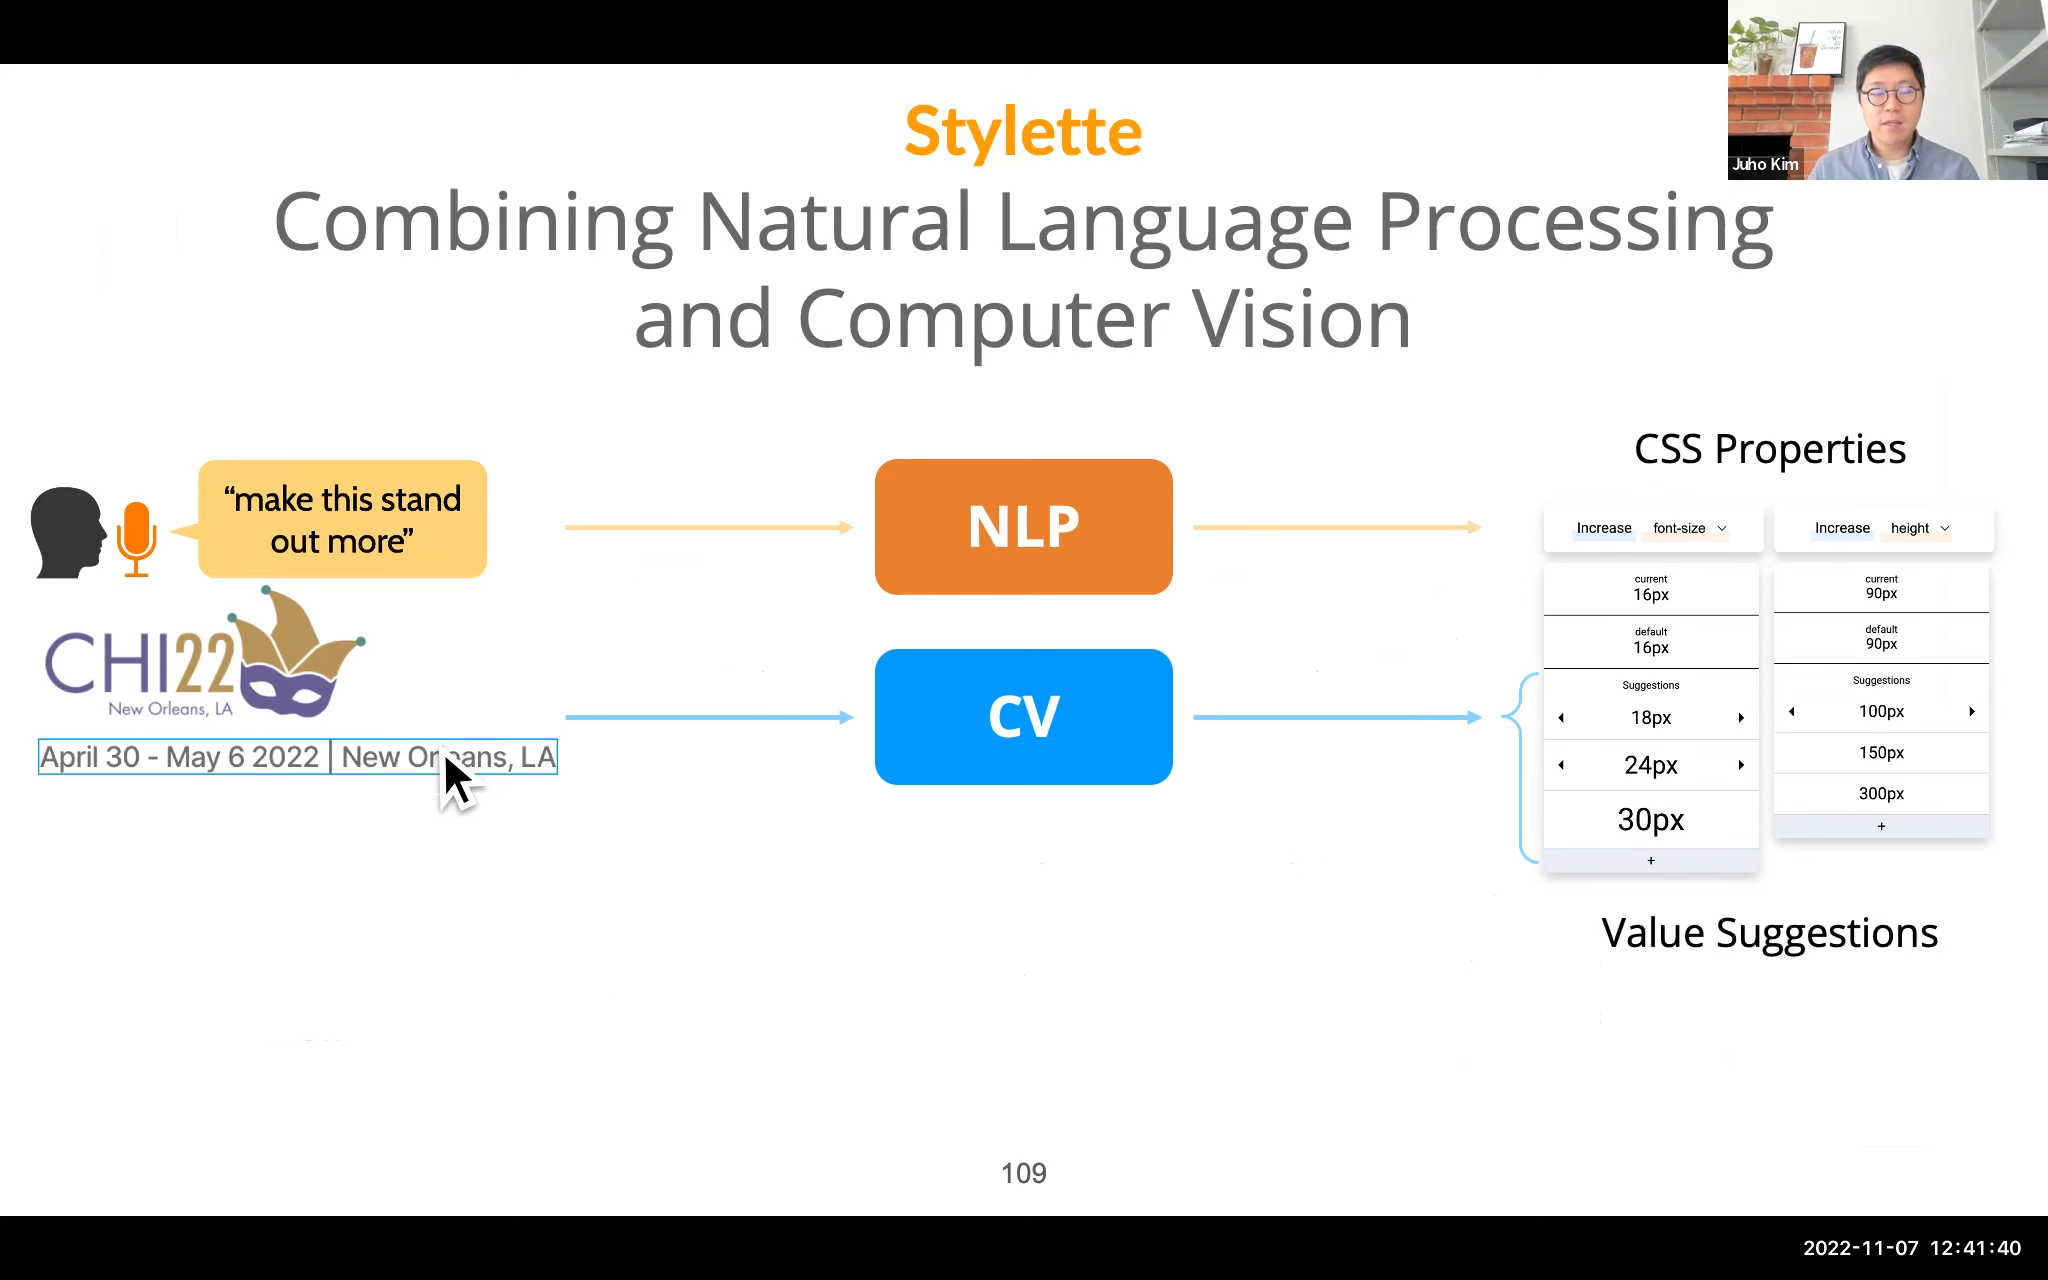 Stylette
Combining Natural Language Processing
and Computer Vision
Juho Kim
“make this stand
out more”
NLP
CHI22
New Orleans, LA
April 30 - May 6 2022 | New Orleans, LA
CV
CSS Properties
Increase font-size
current
16px
default
16px
Suggestions
18px
24px
30px
+
Increase height
current
90px
default
90px
Suggestions
100px
150px
300px
+
Value Suggestions
109
2022-11-07 12:41:40